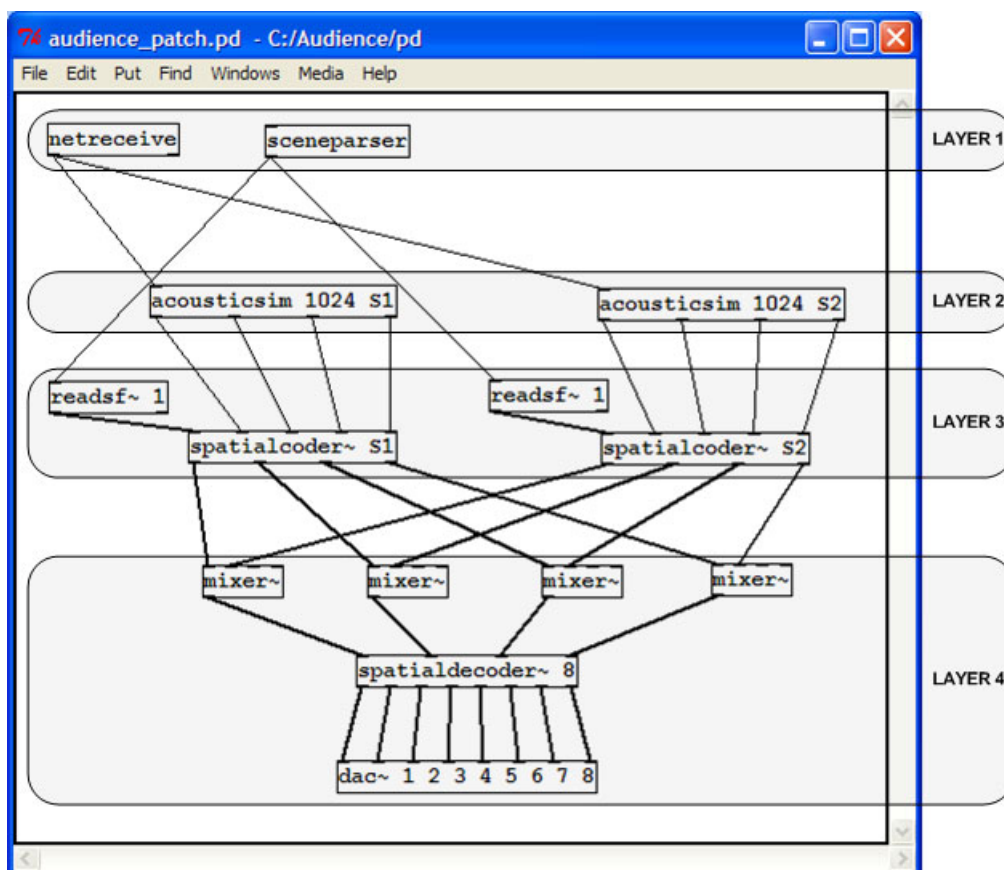 audience_patch.pd - C:/Audience/pd
File Edit Put Find Windows Media Help
netreceive
sceneparser
LAYER 1
acousticsim 1024 S1
acousticsim 1024 S2
LAYER 2
readsf~ 1
readsf~ 1
spatialcoder~ S1
spatialcoder~ S2
LAYER 3
mixer~
mixer~
mixer~
mixer~
spatialdecoder~ 8
LAYER 4
dac~ 1 2 3 4 5 6 7 8